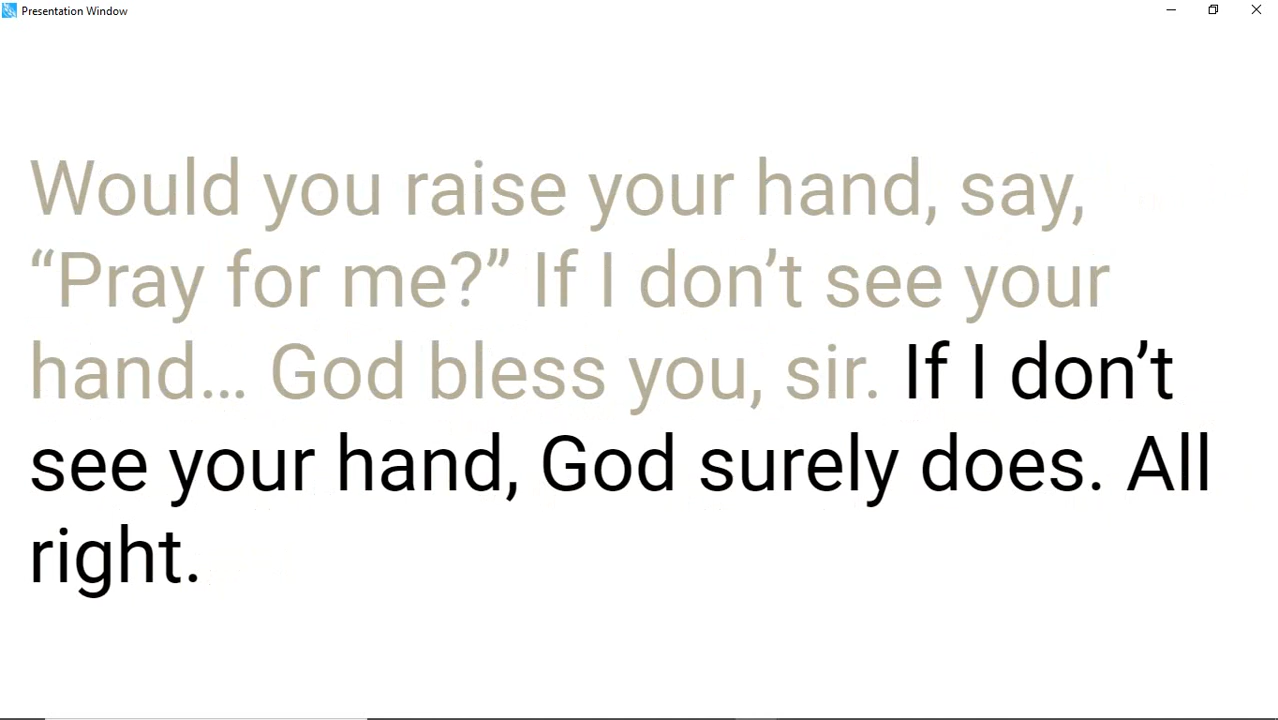 Presentation Window
Would you raise your hand, say,
“Pray for me?” If I don’t see your
hand… God bless you, sir. If I don’t
see your hand, God surely does. All
right.